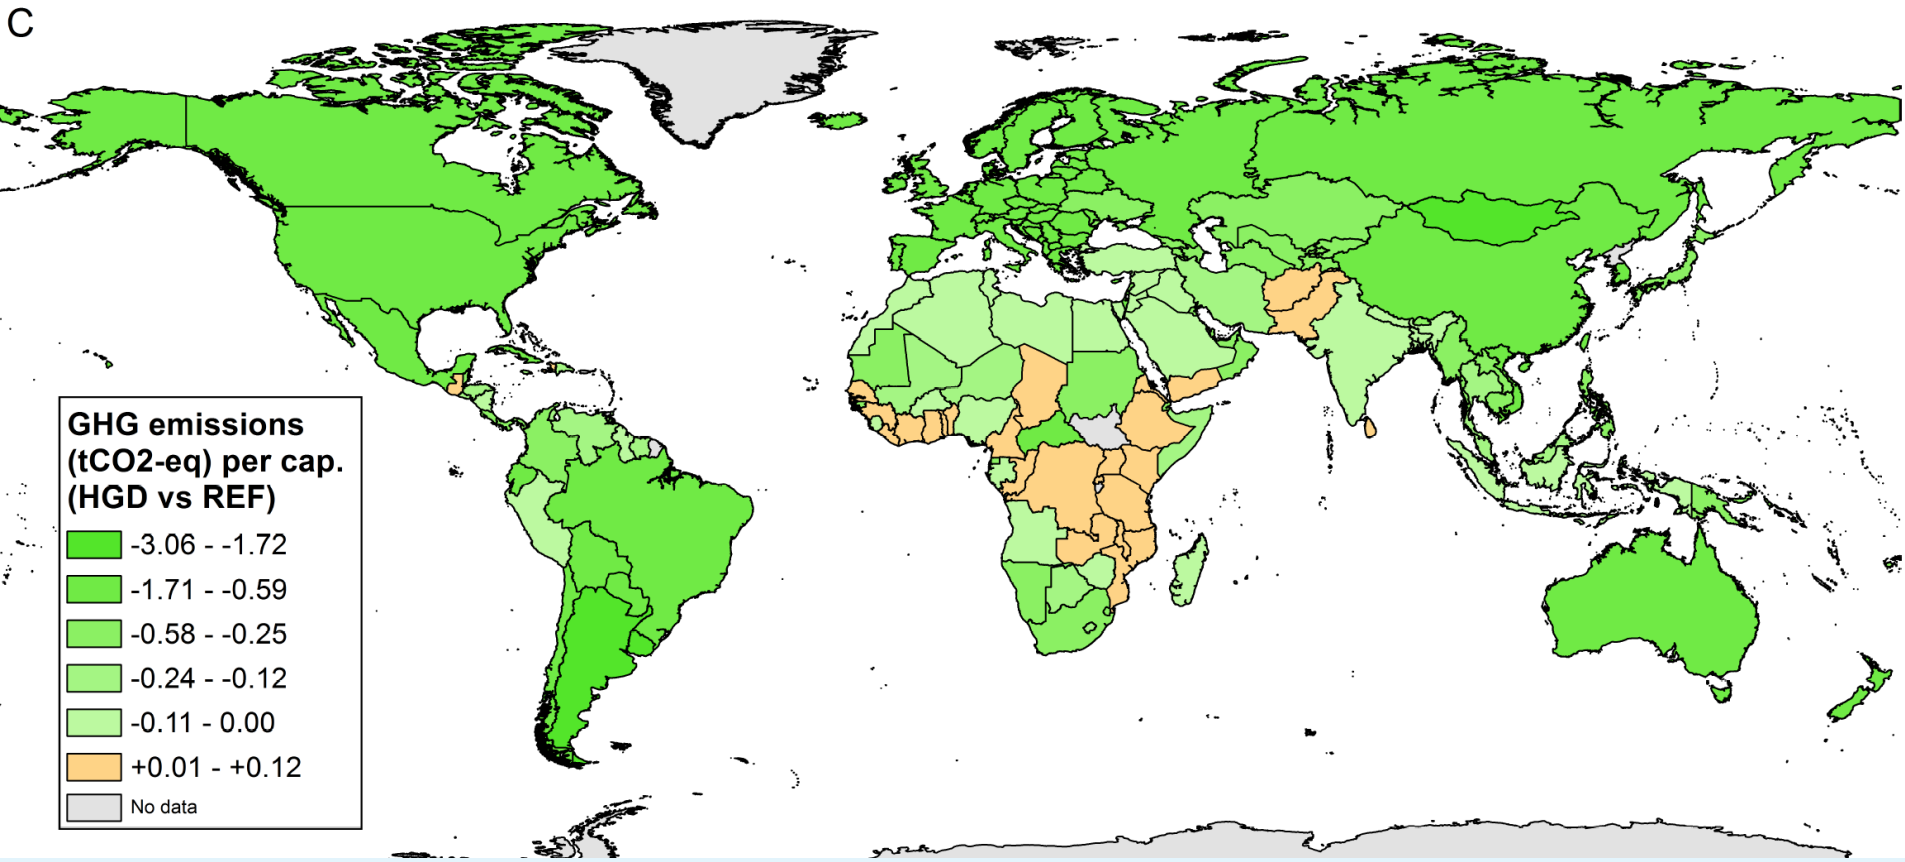 C
GHG emissions
(tCO2-eq) per cap.
(HGD vs REF)
-3.06 - -1.72
-1.71 - -0.59
-0.58 - -0.25
-0.24 - -0.12
-0.11 - 0.00
+0.01 - +0.12
No data